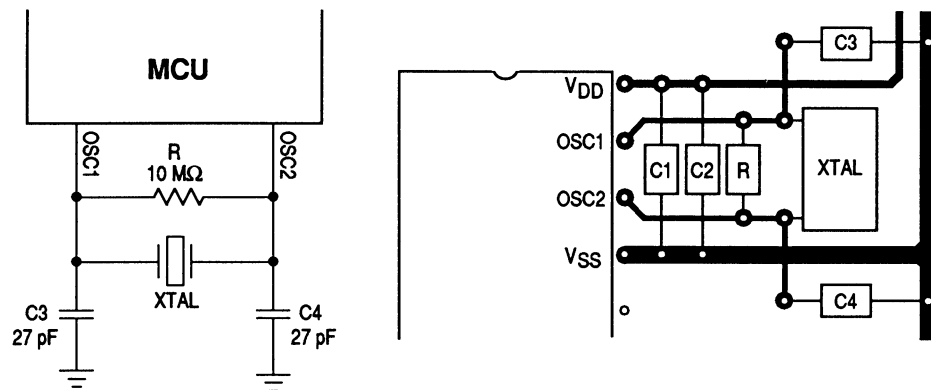 MCU
OSC1
OSC2
R
10 MΩ
XTAL
C3
27 pF
C4
27 pF
VDD
OSC1
OSC2
VSS
C1
C2
R
XTAL
C3
C4